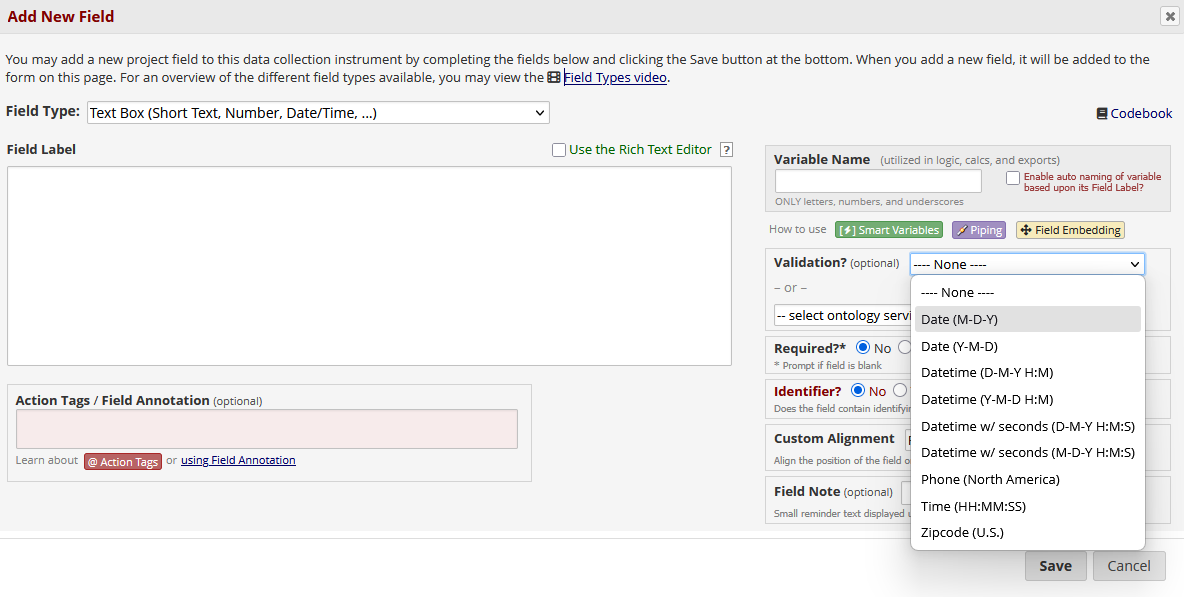 Add New Field
You may add a new project field to this data collection instrument by completing the fields below and clicking the Save button at the bottom. When you add a new field, it will be added to the
form on this page. For an overview of the different field types available, you may view the Field Types video.
Field Type: Text Box (Short Text, Number, Date/Time, ...)
Codebook
Field Label
Use the Rich Text Editor ?
Variable Name (utilized in logic, calcs, and exports)
Enable auto naming of variable
based upon its Field Label?
ONLY letters, numbers, and underscores
How to use [⚡] Smart Variables Piping Field Embedding
Validation? (optional) ---- None ----
– or –
-- select ontology servi
---- None ----
Date (M-D-Y)
Date (Y-M-D)
Datetime (D-M-Y H:M)
Datetime (Y-M-D H:M)
Datetime w/ seconds (D-M-Y H:M:S)
Datetime w/ seconds (M-D-Y H:M:S)
Phone (North America)
Time (HH:MM:SS)
Zipcode (U.S.)
Required?* No
* Prompt if field is blank
Identifier? No
Does the field contain identifyin
Custom Alignment
Align the position of the field o
Field Note (optional)
Small reminder text displayed
Action Tags / Field Annotation (optional)
Learn about @ Action Tags or using Field Annotation
Save Cancel